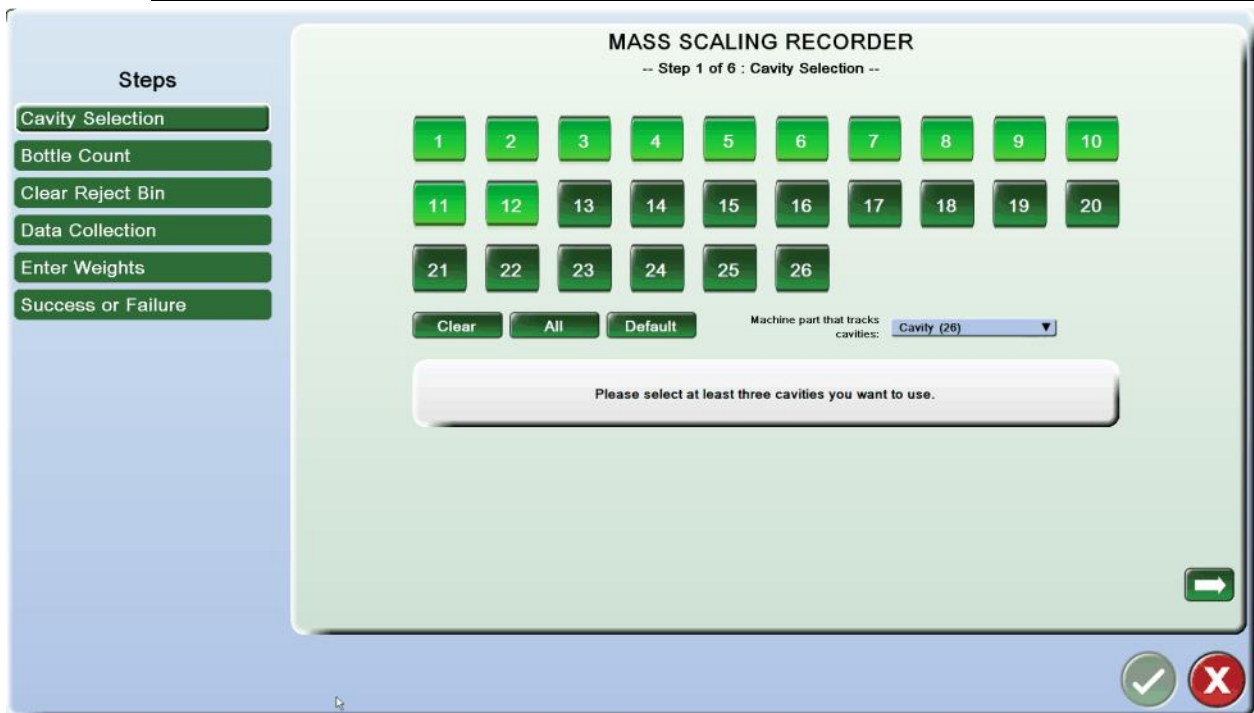 MASS SCALING RECORDER
-- Step 1 of 6 : Cavity Selection --
Steps
Cavity Selection
Bottle Count
Clear Reject Bin
Data Collection
Enter Weights
Success or Failure
1 2 3 4 5 6 7 8 9 10
11 12 13 14 15 16 17 18 19 20
21 22 23 24 25 26
Clear All Default
Machine part that tracks
cavities: Cavity (26)
Please select at least three cavities you want to use.
X